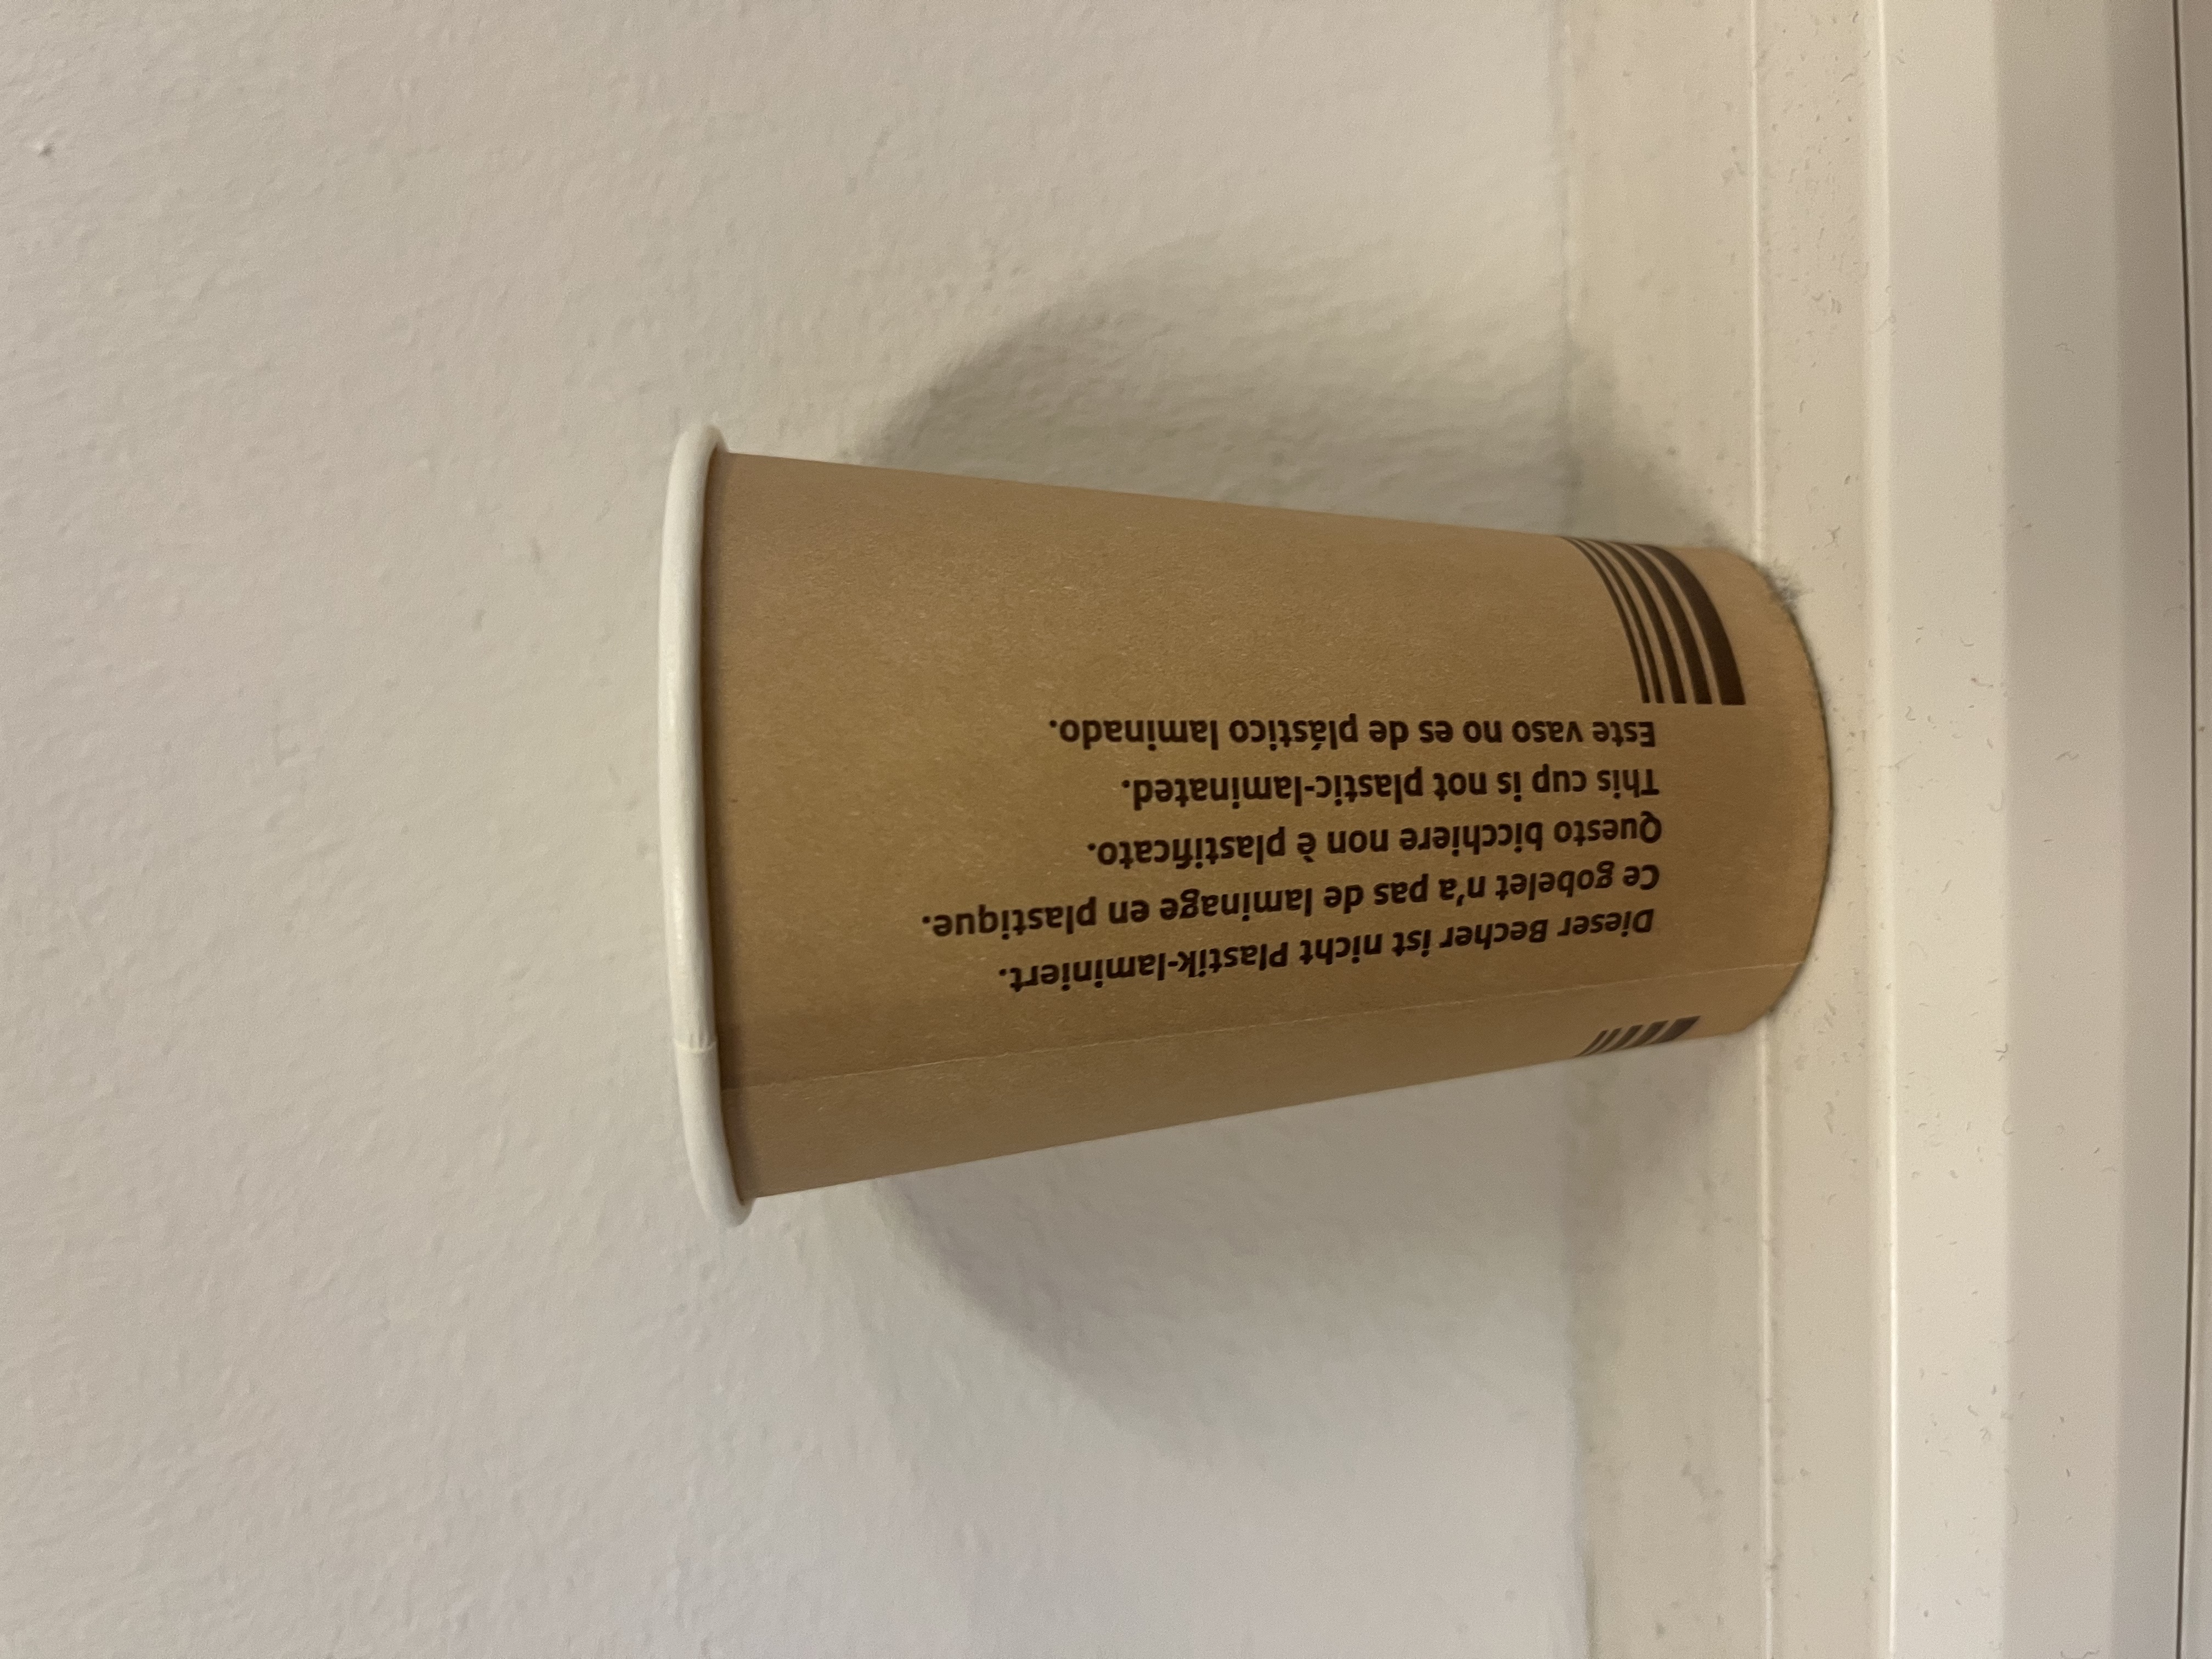 Dieser Becher ist nicht Plastik-laminiert.
Ce gobelet n'a pas de laminage en plastique.
Questo bicchiere non è plastificato.
This cup is not plastic-laminated.
Este vaso no es de plástico laminado.